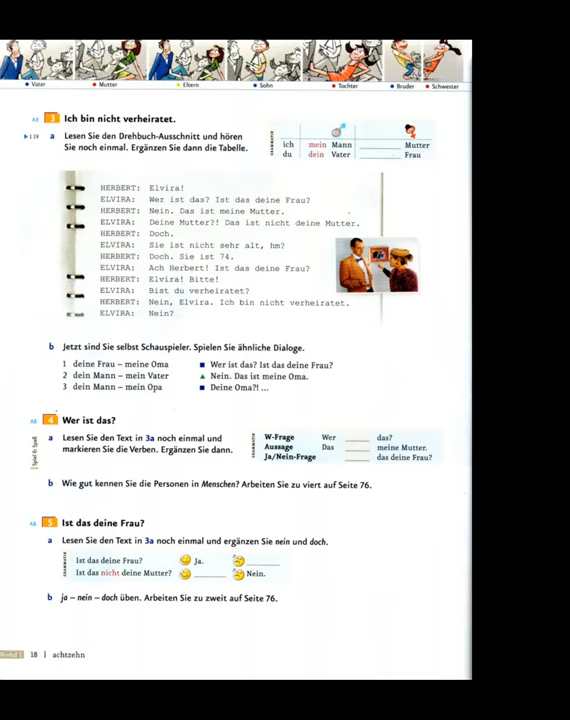 Vater Mutter Eltern Sohn Tochter Bruder Schwester
AB 3 Ich bin nicht verheiratet.
1 19 a Lesen Sie den Drehbuch-Ausschnitt und hören
Sie noch einmal. Ergänzen Sie dann die Tabelle.
GRAMMATIK
ich mein Mann ______ Mutter
du dein Vater ______ Frau
HERBERT: Elvira!
ELVIRA: Wer ist das? Ist das deine Frau?
HERBERT: Nein. Das ist meine Mutter.
ELVIRA: Deine Mutter?! Das ist nicht deine Mutter.
HERBERT: Doch.
ELVIRA: Sie ist nicht sehr alt, hm?
HERBERT: Doch. Sie ist 74.
ELVIRA: Ach Herbert! Ist das deine Frau?
HERBERT: Elvira! Bitte!
ELVIRA: Bist du verheiratet?
HERBERT: Nein, Elvira. Ich bin nicht verheiratet.
ELVIRA: Nein?
b Jetzt sind Sie selbst Schauspieler. Spielen Sie ähnliche Dialoge.
1 deine Frau – meine Oma
2 dein Mann – mein Vater
3 dein Mann – mein Opa
Wer ist das? Ist das deine Frau?
Nein. Das ist meine Oma.
Deine Oma?! ...
AB 4 Wer ist das?
Spiel & Spaß
a Lesen Sie den Text in 3a noch einmal und
markieren Sie die Verben. Ergänzen Sie dann.
GRAMMATIK
W-Frage Wer ______ das?
Aussage Das ______ meine Mutter.
Ja/Nein-Frage ______ das deine Frau?
b Wie gut kennen Sie die Personen in Menschen? Arbeiten Sie zu viert auf Seite 76.
AB 5 Ist das deine Frau?
a Lesen Sie den Text in 3a noch einmal und ergänzen Sie nein und doch.
GRAMMATIK
Ist das deine Frau? Ja. ______
Ist das nicht deine Mutter? ______ Nein.
b ja – nein – doch üben. Arbeiten Sie zu zweit auf Seite 76.
Modul 1 18 | achtzehn